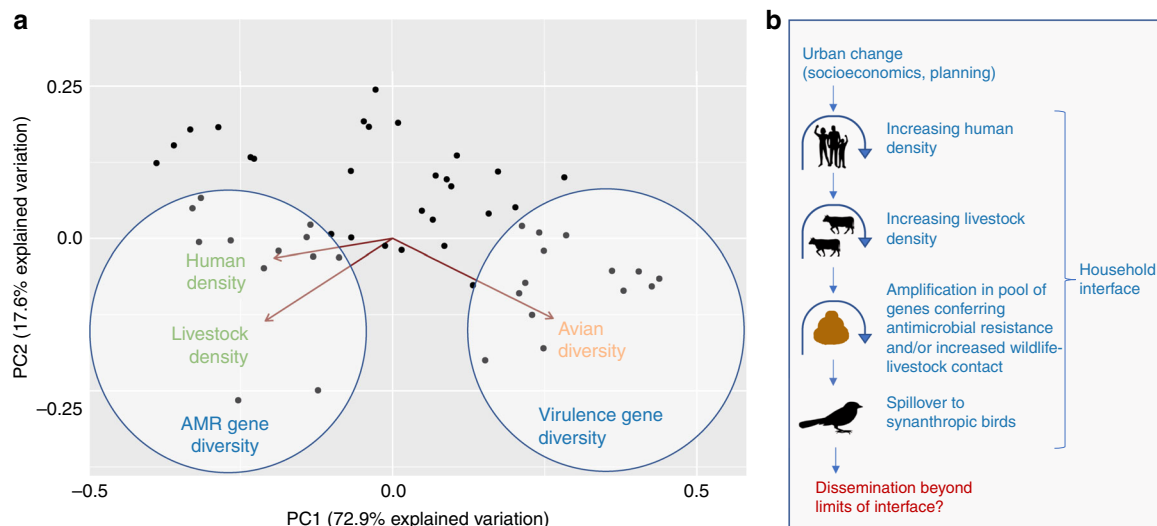 a
PC2 (17.6% explained variation)
0.25
0.0
−0.25
Human
density
Livestock
density
Avian
diversity
AMR gene
diversity
Virulence gene
diversity
−0.5
0.0
0.5
PC1 (72.9% explained variation)
b
Urban change
(socioeconomics, planning)
Increasing human
density
Increasing livestock
density
Amplification in pool of
genes conferring
antimicrobial resistance
and/or increased wildlife-
livestock contact
Spillover to
synanthropic birds
Household
interface
Dissemination beyond
limits of interface?